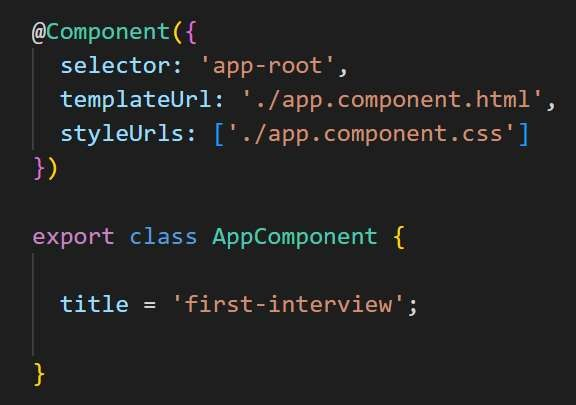 @Component({
  selector: 'app-root',
  templateUrl: './app.component.html',
  styleUrls: ['./app.component.css']
})
export class AppComponent {
  title = 'first-interview';
}